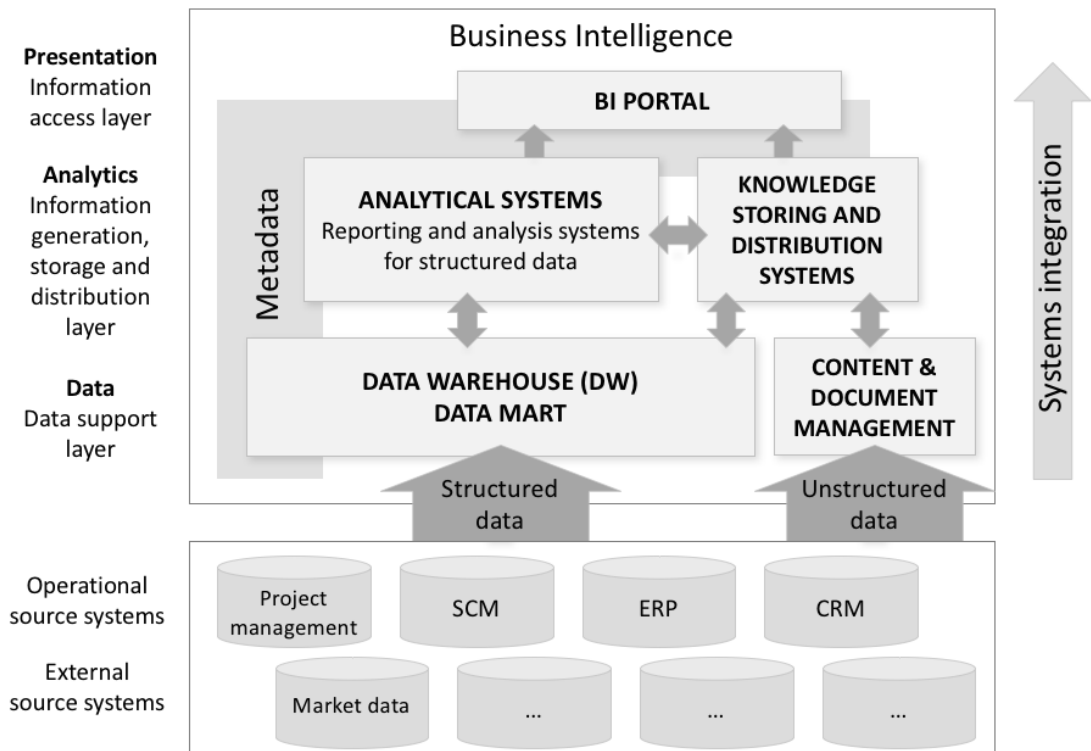 Business Intelligence
Presentation
Information
access layer
BI PORTAL
Analytics
Information
generation,
storage and
distribution
layer
Metadata
ANALYTICAL SYSTEMS
Reporting and analysis systems
for structured data
KNOWLEDGE
STORING AND
DISTRIBUTION
SYSTEMS
Systems integration
Data
Data support
layer
DATA WAREHOUSE (DW)
DATA MART
CONTENT &
DOCUMENT
MANAGEMENT
Structured
data
Unstructured
data
Operational
source systems
Project
management
SCM
ERP
CRM
External
source systems
Market data
...
...
...